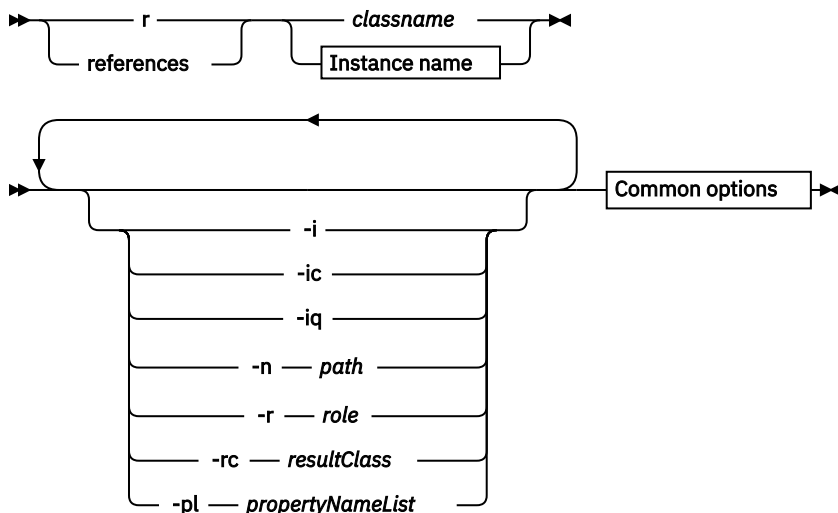 r classname
references Instance name
Common options
-i
-ic
-iq
-n path
-r role
-rc resultClass
-pl propertyNameList